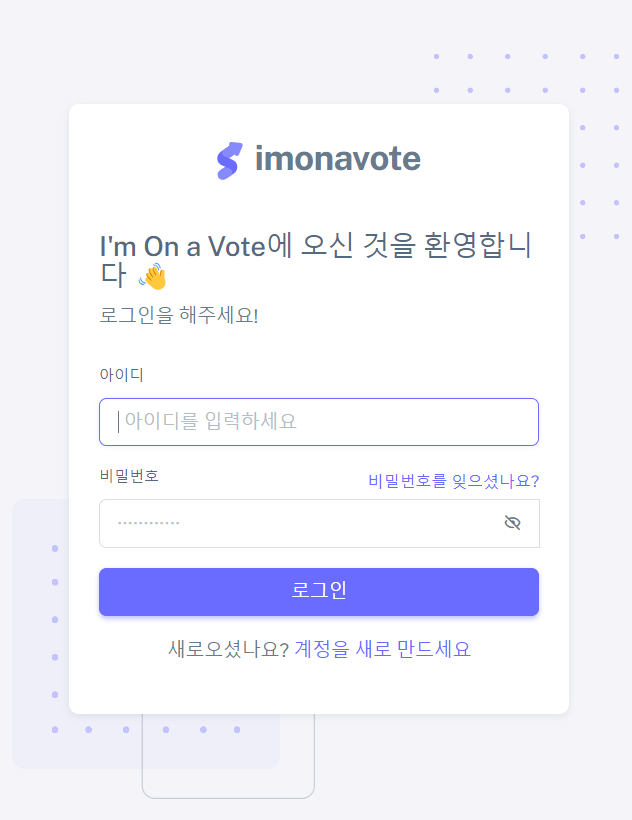 imonavote
I'm On a Vote에 오신 것을 환영합니
다 👋
로그인을 해주세요!
아이디
아이디를 입력하세요
비밀번호
비밀번호를 잊으셨나요?
············
로그인
새로오셨나요? 계정을 새로 만드세요